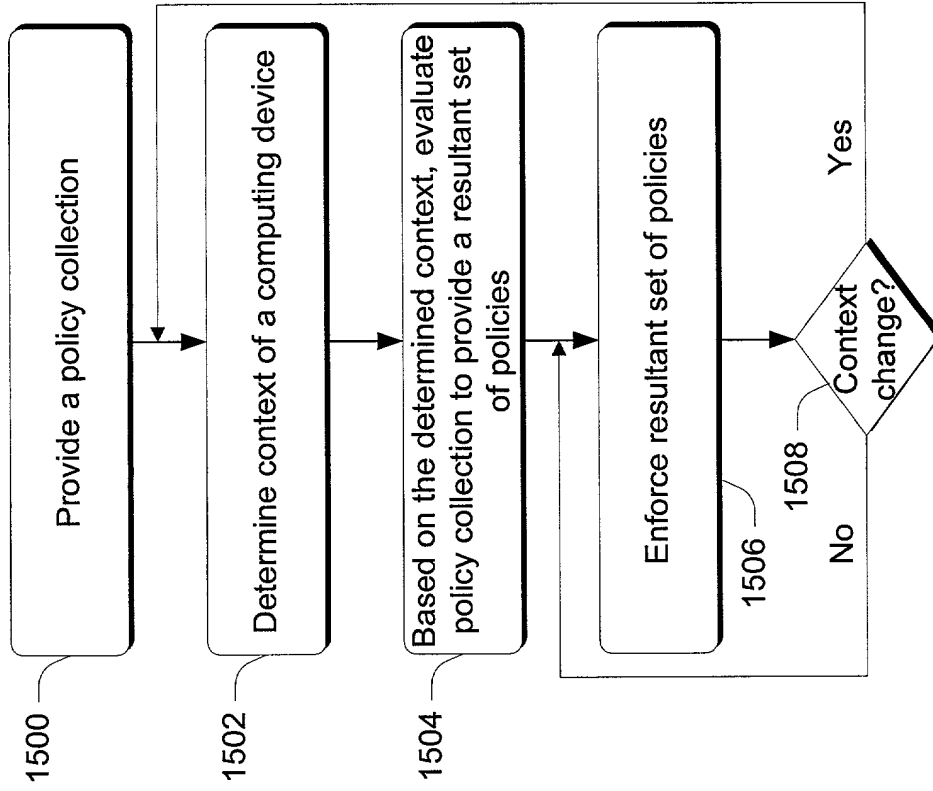 1500
Provide a policy collection
1502
Determine context of a computing device
1504
Based on the determined context, evaluate
policy collection to provide a resultant set
of policies
Enforce resultant set of policies
1506
1508
Context
change?
No
Yes